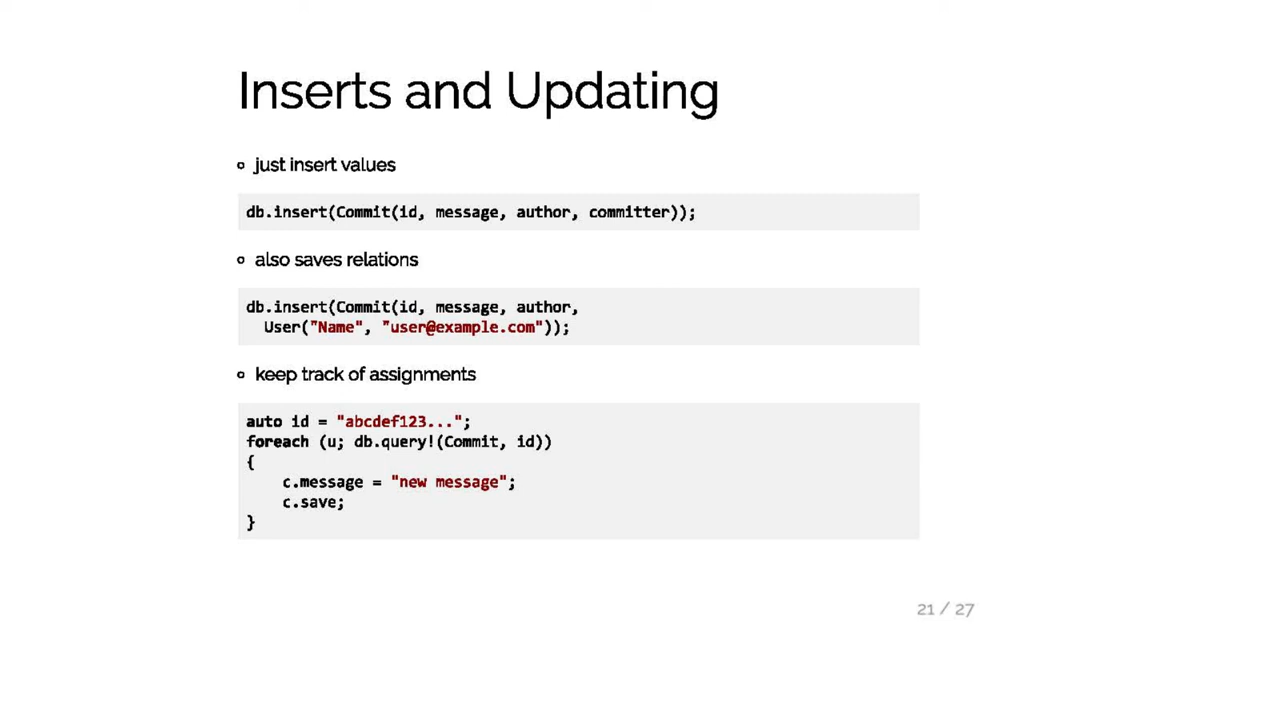 Inserts and Updating
just insert values
db.insert(Commit(id, message, author, committer));
also saves relations
db.insert(Commit(id, message, author,
  User("Name", "user@example.com"));
keep track of assignments
auto id = "abcdef123...";
foreach (u; db.query!(Commit, id))
{
    c.message = "new message";
    c.save;
}
21 / 27